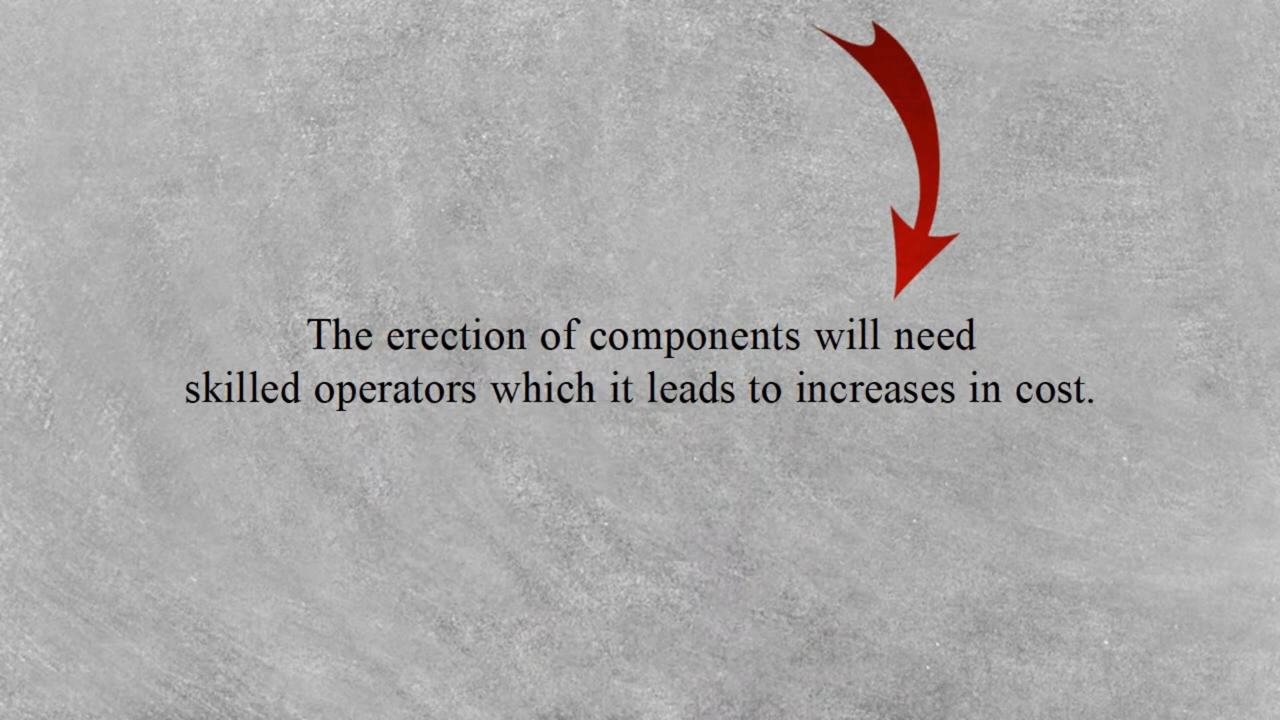 The erection of components will need
skilled operators which it leads to increases in cost.